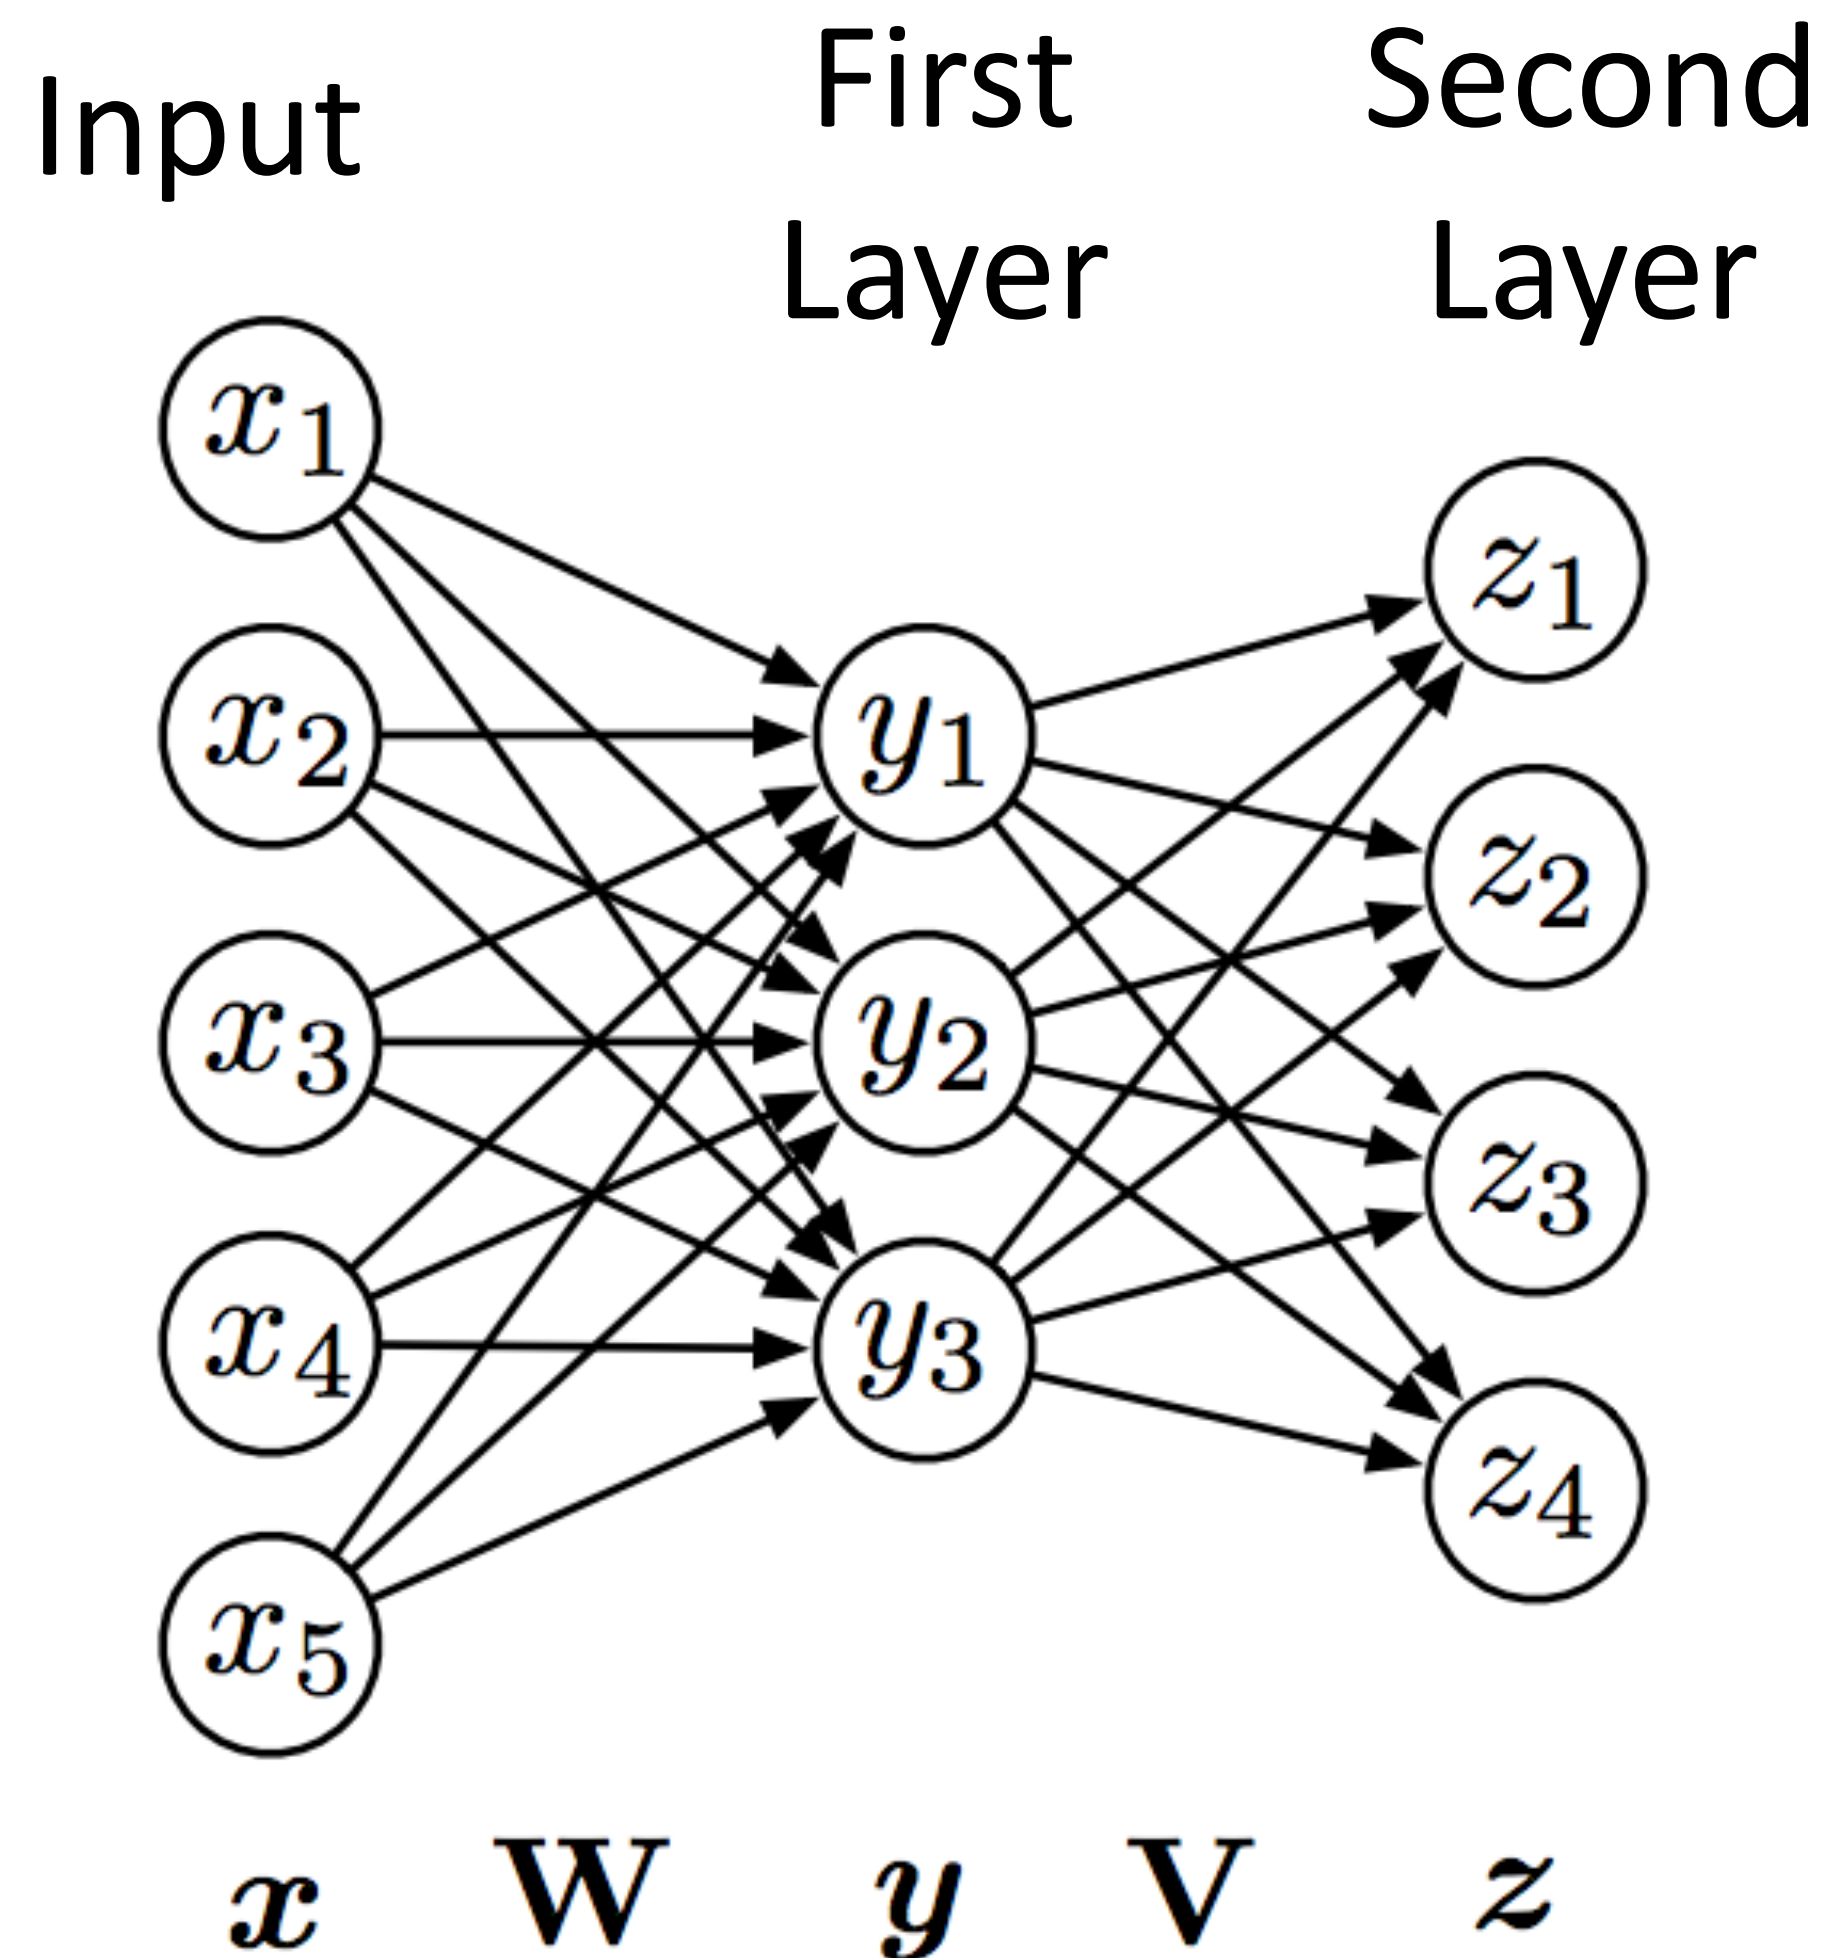 Input
First
Layer
Second
Layer
x1
x2
x3
x4
x5
y1
y2
y3
z1
z2
z3
z4
x W y V z